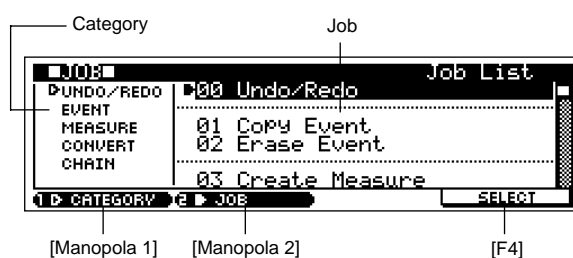 Category
Job
JOB
Job List
UNDO/REDO
EVENT
MEASURE
CONVERT
CHAIN
00 Undo/Redo
01 Copy Event
02 Erase Event
03 Create Measure
1 CATEGORY
2 JOB
SELECT
[Manopola 1]
[Manopola 2]
[F4]